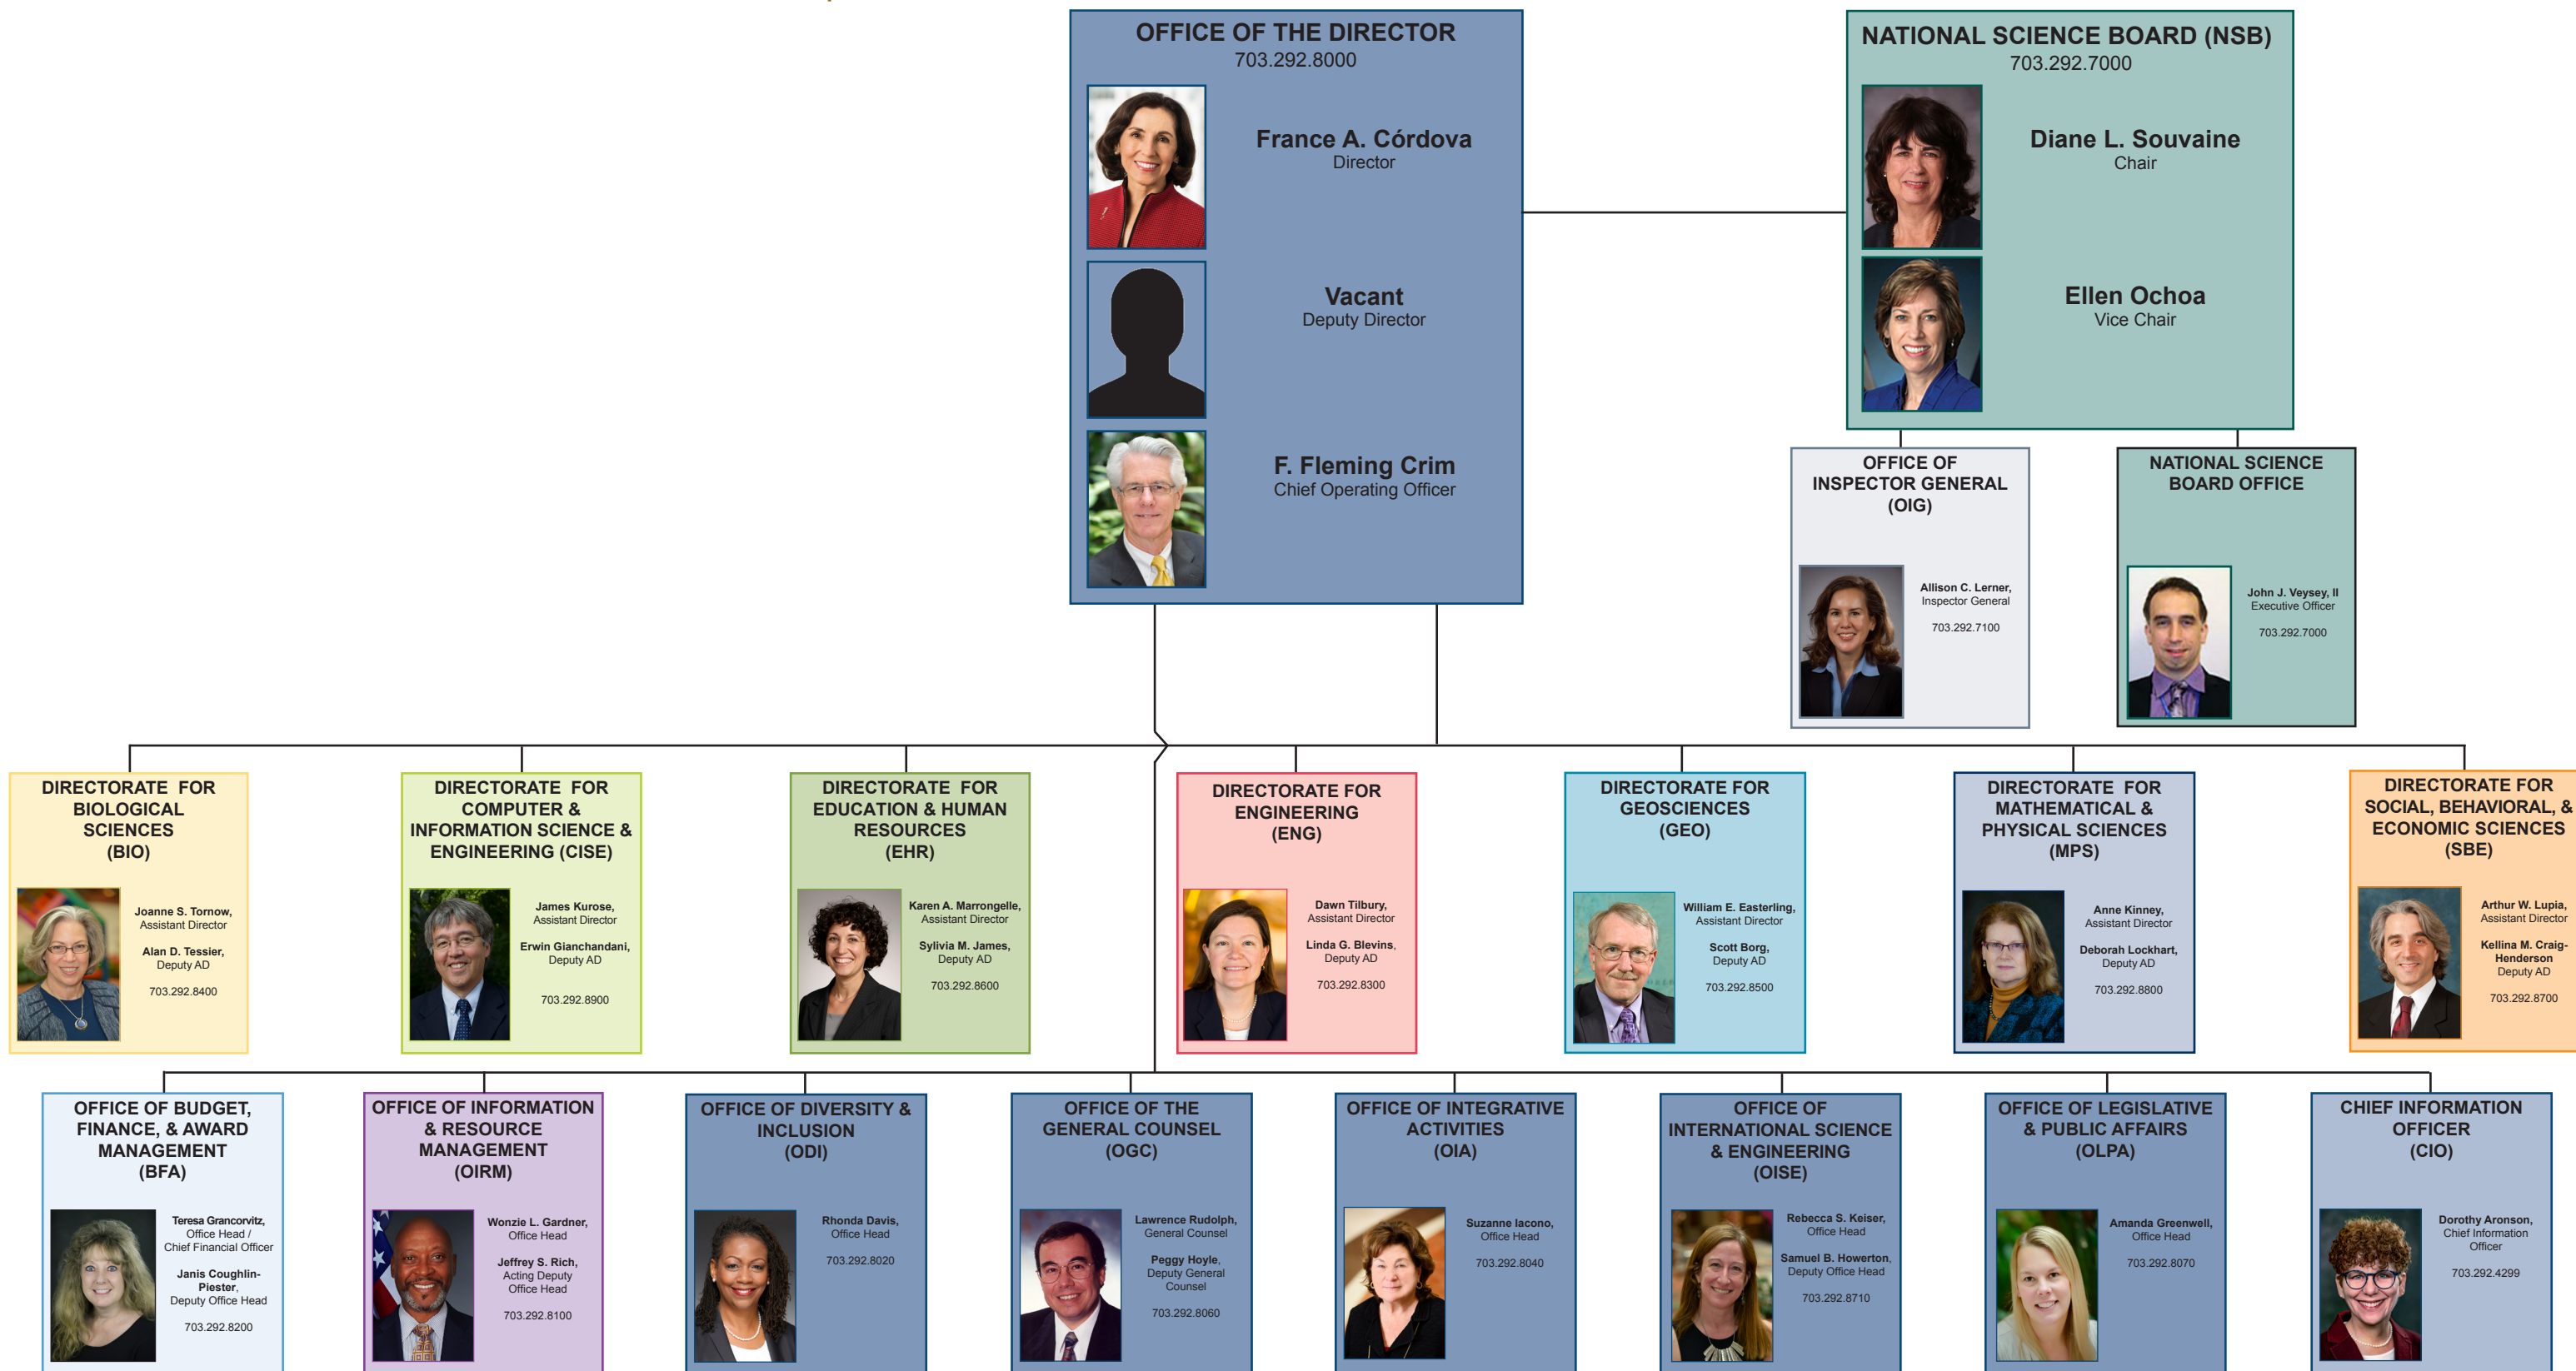 OFFICE OF THE DIRECTOR
703.292.8000
France A. Córdova
Director
Vacant
Deputy Director
F. Fleming Crim
Chief Operating Officer
NATIONAL SCIENCE BOARD (NSB)
703.292.7000
Diane L. Souvaine
Chair
Ellen Ochoa
Vice Chair
OFFICE OF
INSPECTOR GENERAL
(OIG)
Allison C. Lerner,
Inspector General
703.292.7100
NATIONAL SCIENCE
BOARD OFFICE
John J. Veysey, II
Executive Officer
703.292.7000
DIRECTORATE FOR
BIOLOGICAL
SCIENCES
(BIO)
Joanne S. Tornow,
Assistant Director
Alan D. Tessier,
Deputy AD
703.292.8400
DIRECTORATE FOR
COMPUTER &
INFORMATION SCIENCE &
ENGINEERING (CISE)
James Kurose,
Assistant Director
Erwin Gianchandani,
Deputy AD
703.292.8900
DIRECTORATE FOR
EDUCATION & HUMAN
RESOURCES
(EHR)
Karen A. Marrongelle,
Assistant Director
Sylivia M. James,
Deputy AD
703.292.8600
DIRECTORATE FOR
ENGINEERING
(ENG)
Dawn Tilbury,
Assistant Director
Linda G. Blevins,
Deputy AD
703.292.8300
DIRECTORATE FOR
GEOSCIENCES
(GEO)
William E. Easterling,
Assistant Director
Scott Borg,
Deputy AD
703.292.8500
DIRECTORATE FOR
MATHEMATICAL &
PHYSICAL SCIENCES
(MPS)
Anne Kinney,
Assistant Director
Deborah Lockhart,
Deputy AD
703.292.8800
DIRECTORATE FOR
SOCIAL, BEHAVIORAL, &
ECONOMIC SCIENCES
(SBE)
Arthur W. Lupia,
Assistant Director
Kellina M. Craig-
Henderson
Deputy AD
703.292.8700
OFFICE OF BUDGET,
FINANCE, & AWARD
MANAGEMENT
(BFA)
Teresa Grancorvitz,
Office Head /
Chief Financial Officer
Janis Coughlin-
Piester,
Deputy Office Head
703.292.8200
OFFICE OF INFORMATION
& RESOURCE
MANAGEMENT
(OIRM)
Wonzie L. Gardner,
Office Head
Jeffrey S. Rich,
Acting Deputy
Office Head
703.292.8100
OFFICE OF DIVERSITY &
INCLUSION
(ODI)
Rhonda Davis,
Office Head
703.292.8020
OFFICE OF THE
GENERAL COUNSEL
(OGC)
Lawrence Rudolph,
General Counsel
Peggy Hoyle,
Deputy General
Counsel
703.292.8060
OFFICE OF INTEGRATIVE
ACTIVITIES
(OIA)
Suzanne Iacono,
Office Head
703.292.8040
OFFICE OF
INTERNATIONAL SCIENCE
& ENGINEERING
(OISE)
Rebecca S. Keiser,
Office Head
Samuel B. Howerton,
Deputy Office Head
703.292.8710
OFFICE OF LEGISLATIVE
& PUBLIC AFFAIRS
(OLPA)
Amanda Greenwell,
Office Head
703.292.8070
CHIEF INFORMATION
OFFICER
(CIO)
Dorothy Aronson,
Chief Information
Officer
703.292.4299